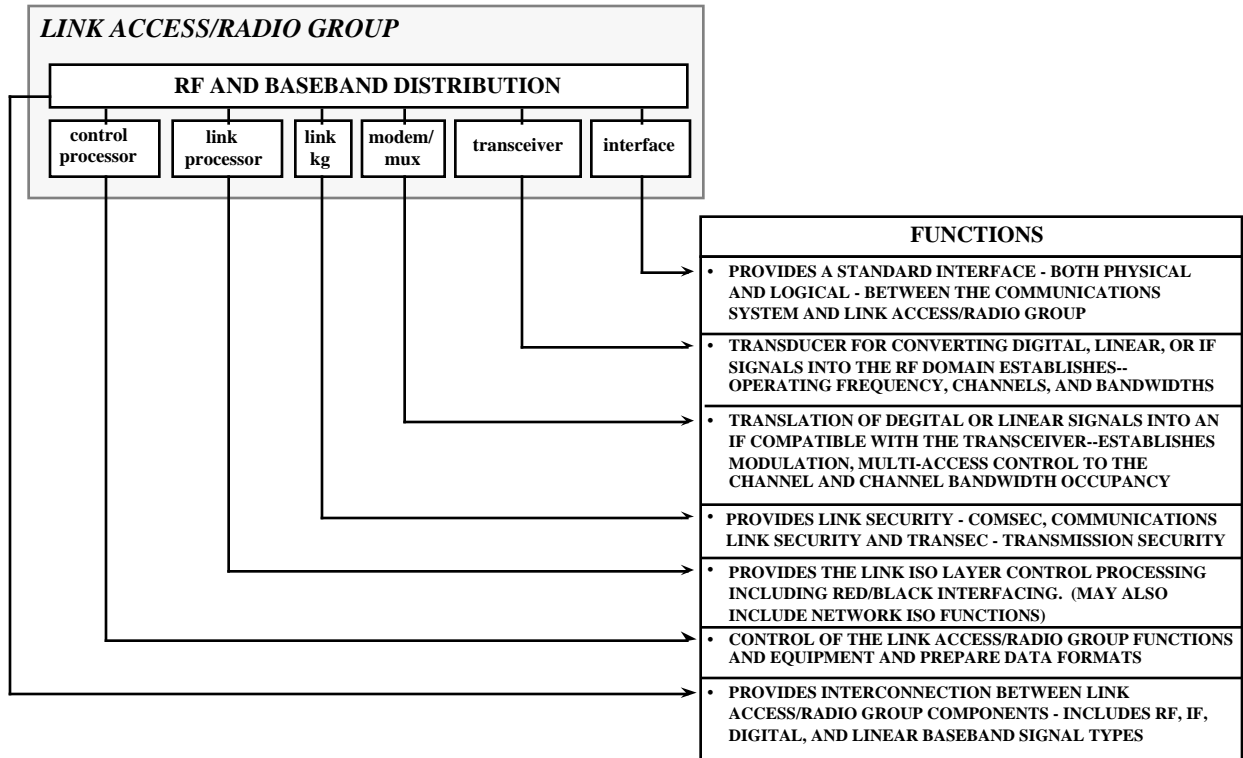 LINK ACCESS/RADIO GROUP
RF AND BASEBAND DISTRIBUTION
control
processor
link
processor
link
kg
modem/
mux
transceiver
interface
FUNCTIONS
• PROVIDES A STANDARD INTERFACE - BOTH PHYSICAL
AND LOGICAL - BETWEEN THE COMMUNICATIONS
SYSTEM AND LINK ACCESS/RADIO GROUP
• TRANSDUCER FOR CONVERTING DIGITAL, LINEAR, OR IF
SIGNALS INTO THE RF DOMAIN ESTABLISHES--
OPERATING FREQUENCY, CHANNELS, AND BANDWIDTHS
• TRANSLATION OF DEGITAL OR LINEAR SIGNALS INTO AN
IF COMPATIBLE WITH THE TRANSCEIVER--ESTABLISHES
MODULATION, MULTI-ACCESS CONTROL TO THE
CHANNEL AND CHANNEL BANDWIDTH OCCUPANCY
• PROVIDES LINK SECURITY - COMSEC, COMMUNICATIONS
LINK SECURITY AND TRANSEC - TRANSMISSION SECURITY
• PROVIDES THE LINK ISO LAYER CONTROL PROCESSING
INCLUDING RED/BLACK INTERFACING. (MAY ALSO
INCLUDE NETWORK ISO FUNCTIONS)
• CONTROL OF THE LINK ACCESS/RADIO GROUP FUNCTIONS
AND EQUIPMENT AND PREPARE DATA FORMATS
• PROVIDES INTERCONNECTION BETWEEN LINK
ACCESS/RADIO GROUP COMPONENTS - INCLUDES RF, IF,
DIGITAL, AND LINEAR BASEBAND SIGNAL TYPES